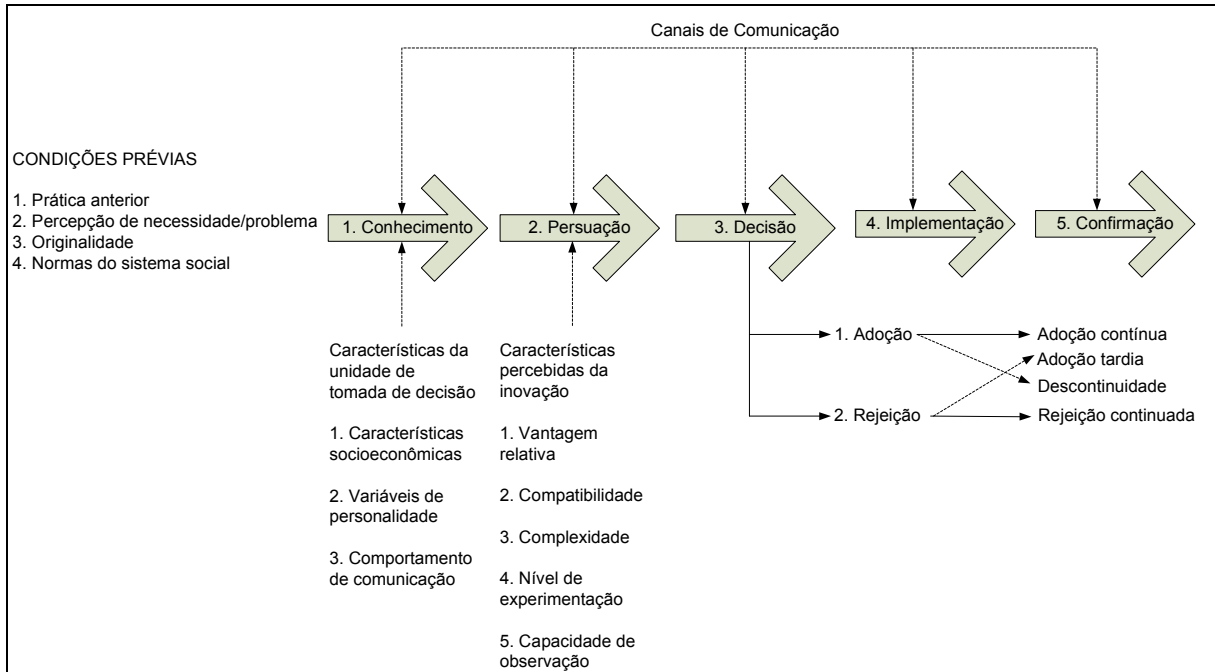 Canais de Comunicação
CONDIÇÕES PRÉVIAS
1. Prática anterior
2. Percepção de necessidade/problema
3. Originalidade
4. Normas do sistema social
1. Conhecimento
2. Persuação
3. Decisão
4. Implementação
5. Confirmação
Característicias da
unidade de
tomada de decisão
1. Características
socioeconômicas
2. Variáveis de
personalidade
3. Comportamento
de comunicação
Características
percebidas da
inovação
1. Vantagem
relativa
2. Compatibilidade
3. Complexidade
4. Nível de
experimentação
5. Capacidade de
observação
1. Adoção
2. Rejeição
Adoção contínua
Adoção tardia
Descontinuidade
Rejeição continuada